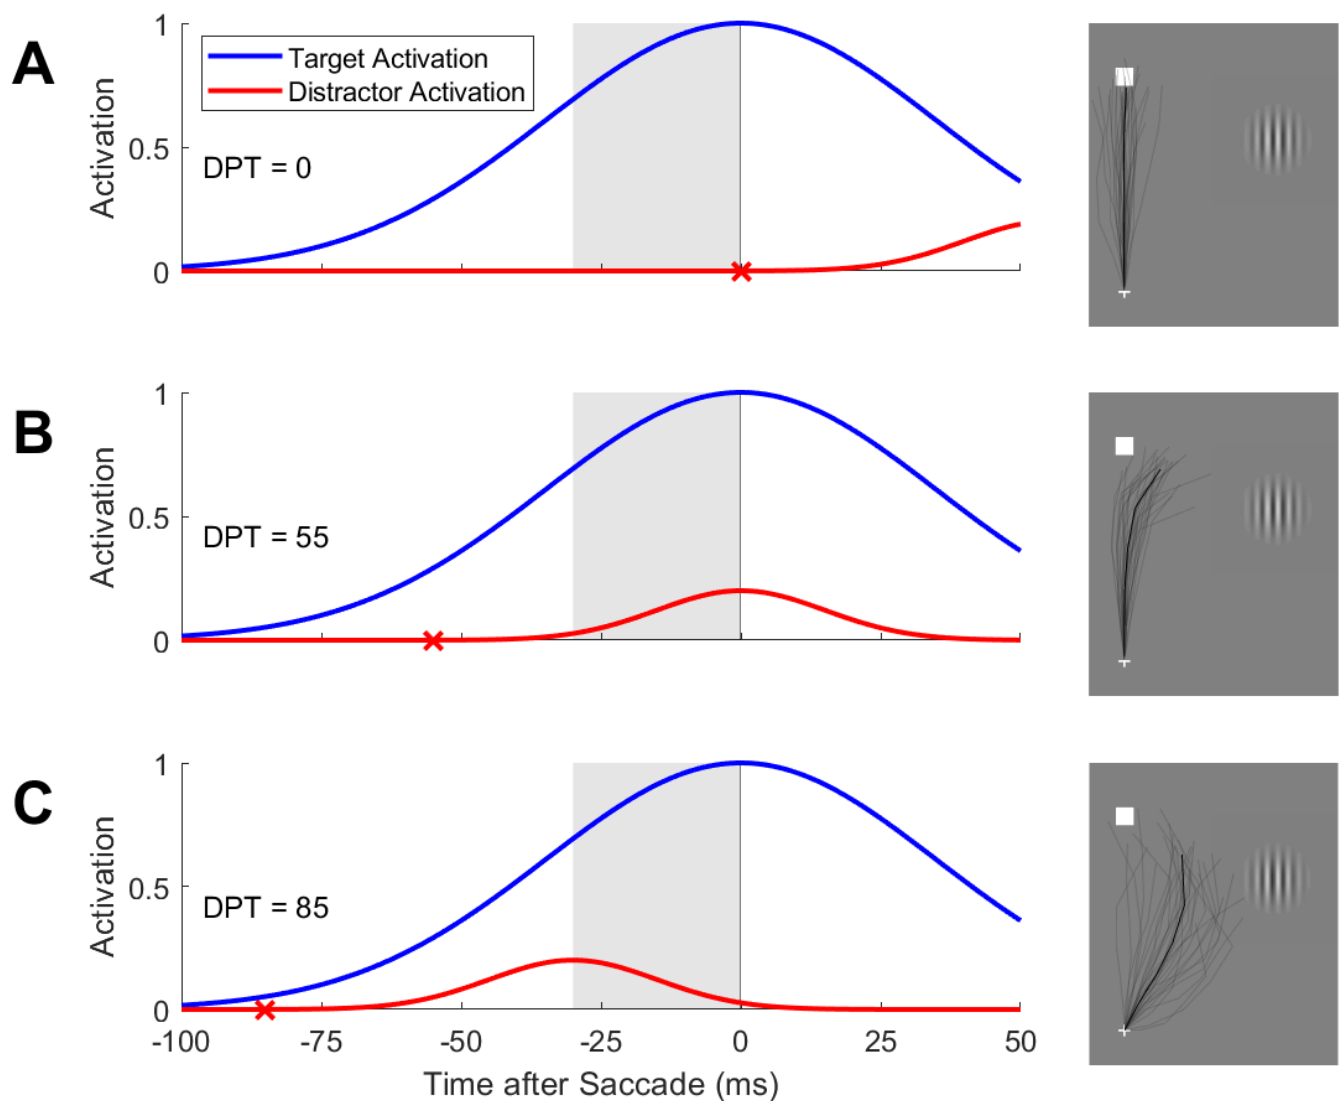 A
1
0.5
0
Activation
Target Activation
Distractor Activation
DPT = 0
-100
-75
-50
-25
0
25
50
B
1
0.5
0
Activation
DPT = 55
C
1
0.5
0
Activation
DPT = 85
Time after Saccade (ms)